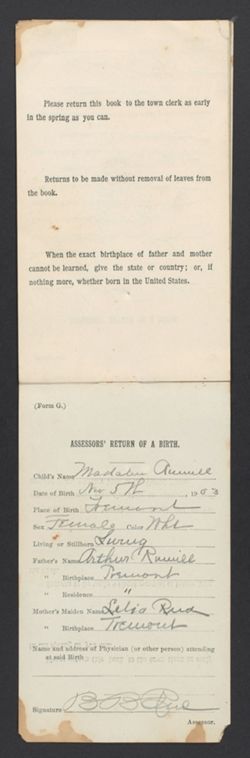 Please return this book to the town clerk as early
in the spring as you can.
Returns to be made without removal of leaves from
the book.
When the exact birthplace of father and mother
cannot be learned, give the state or country; or, if
nothing more, whether born in the United States.
(Form G.)
ASSESSORS' RETURN OF A BIRTH.
Child's Name Rumill
Date of Birth Nov 5th, 1903
Place of Birth Tremont
Sex Female Color Wht
Living or Stillborn Living
Father's Name Arthur Rumill
" Birthplace Tremont
" Residence "
Mother's Maiden Name
" Birthplace Tremont
Name and address of Physician (or other person) attending
at said Birth
Signature
Assessor.